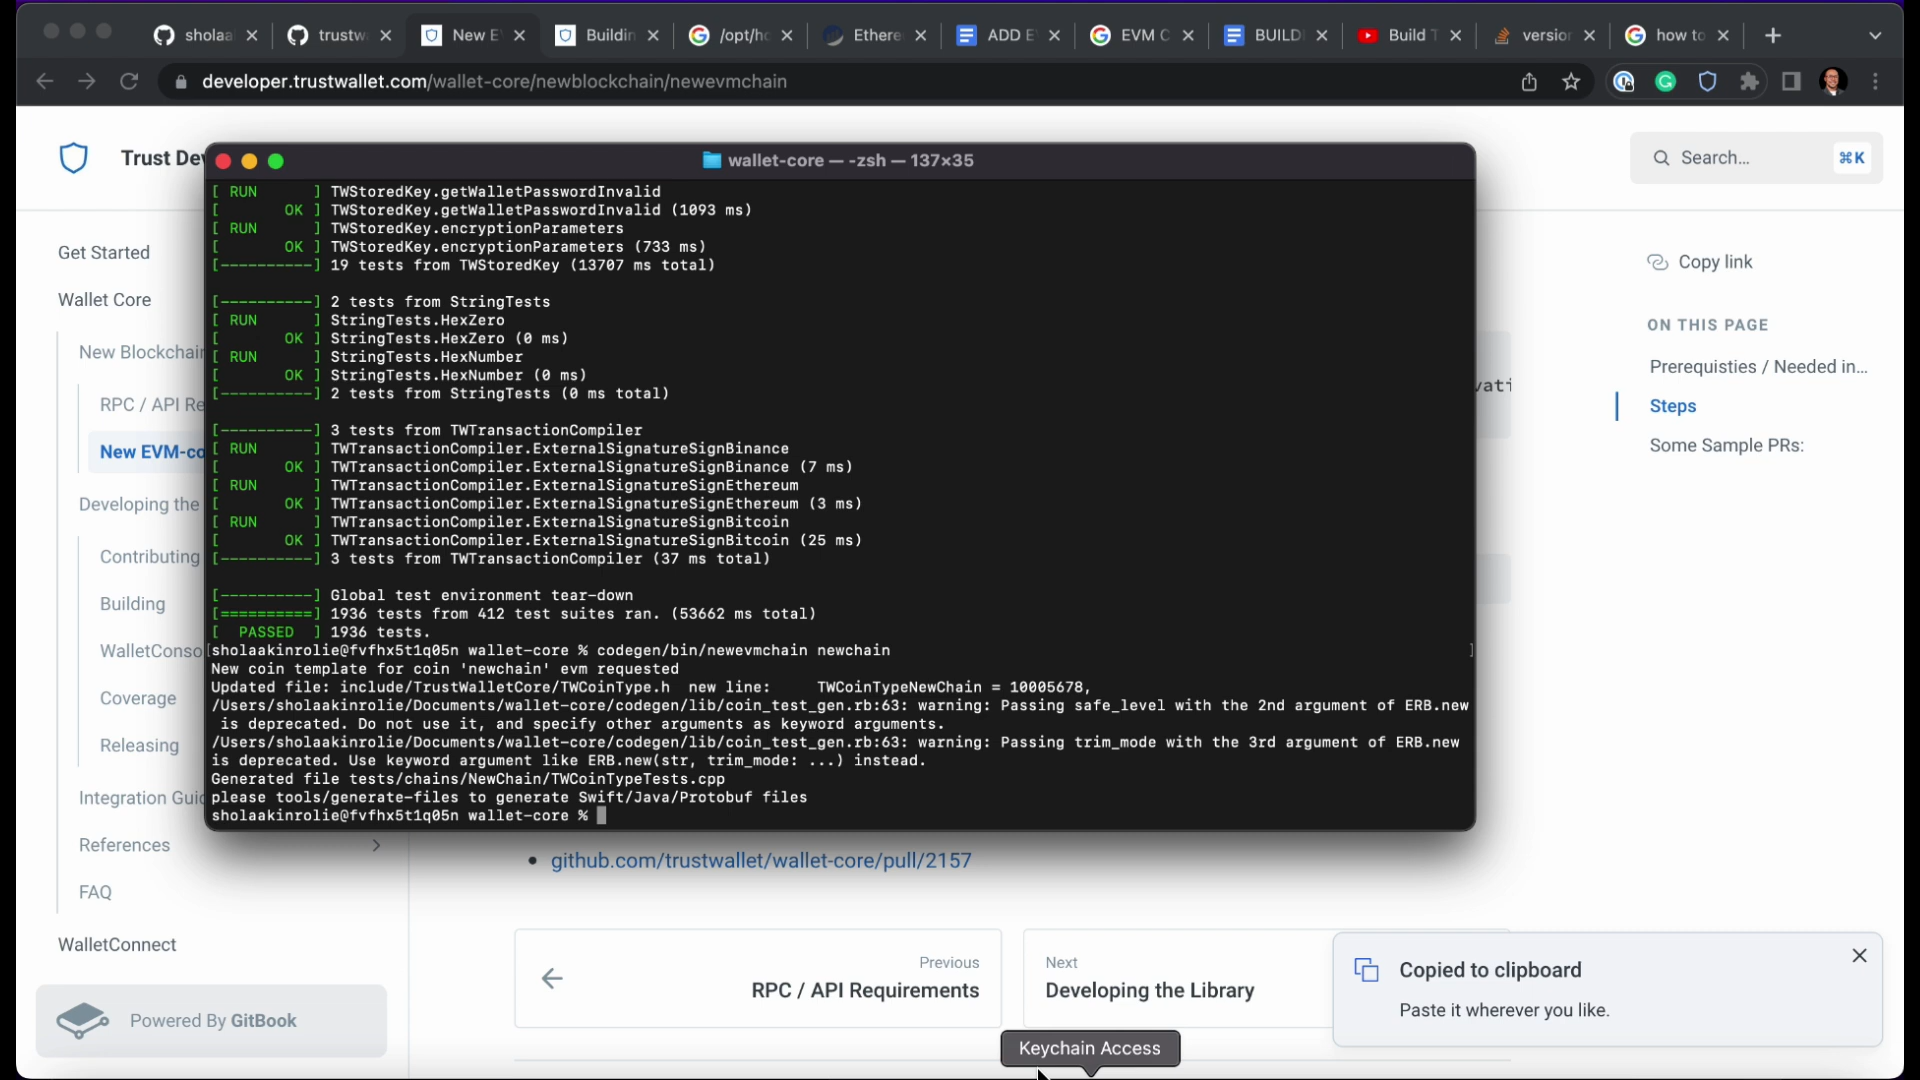 sholaa
trustw
New E
Buildin
/opt/ho
Ethere
ADD E
EVM C
BUILDI
Build T
version
how to
developer.trustwallet.com/wallet-core/newblockchain/newevmchain
Trust Dev
Search...
⌘K
Get Started
Wallet Core
New Blockchain
RPC / API Re
New EVM-co
Developing the
Contributing
Building
WalletConso
Coverage
Releasing
Integration Guid
References
FAQ
WalletConnect
Powered By GitBook
wallet-core — -zsh — 137×35
[ RUN      ] TWStoredKey.getWalletPasswordInvalid
[       OK ] TWStoredKey.getWalletPasswordInvalid (1093 ms)
[ RUN      ] TWStoredKey.encryptionParameters
[       OK ] TWStoredKey.encryptionParameters (733 ms)
[----------] 19 tests from TWStoredKey (13707 ms total)
[----------] 2 tests from StringTests
[ RUN      ] StringTests.HexZero
[       OK ] StringTests.HexZero (0 ms)
[ RUN      ] StringTests.HexNumber
[       OK ] StringTests.HexNumber (0 ms)
[----------] 2 tests from StringTests (0 ms total)
[----------] 3 tests from TWTransactionCompiler
[ RUN      ] TWTransactionCompiler.ExternalSignatureSignBinance
[       OK ] TWTransactionCompiler.ExternalSignatureSignBinance (7 ms)
[ RUN      ] TWTransactionCompiler.ExternalSignatureSignEthereum
[       OK ] TWTransactionCompiler.ExternalSignatureSignEthereum (3 ms)
[ RUN      ] TWTransactionCompiler.ExternalSignatureSignBitcoin
[       OK ] TWTransactionCompiler.ExternalSignatureSignBitcoin (25 ms)
[----------] 3 tests from TWTransactionCompiler (37 ms total)
[----------] Global test environment tear-down
[==========] 1936 tests from 412 test suites ran. (53662 ms total)
[  PASSED  ] 1936 tests.
[sholaakinrolie@fvfhx5t1q05n wallet-core % codegen/bin/newevmchain newchain ]
New coin template for coin 'newchain' evm requested
Updated file: include/TrustWalletCore/TWCoinType.h  new line:     TWCoinTypeNewChain = 10005678,
/Users/sholaakinrolie/Documents/wallet-core/codegen/lib/coin_test_gen.rb:63: warning: Passing safe_level with the 2nd argument of ERB.new
is deprecated. Do not use it, and specify other arguments as keyword arguments.
/Users/sholaakinrolie/Documents/wallet-core/codegen/lib/coin_test_gen.rb:63: warning: Passing trim_mode with the 3rd argument of ERB.new
is deprecated. Use keyword argument like ERB.new(str, trim_mode: ...) instead.
Generated file tests/chains/NewChain/TWCoinTypeTests.cpp
please tools/generate-files to generate Swift/Java/Protobuf files
sholaakinrolie@fvfhx5t1q05n wallet-core %
vati
Copy link
ON THIS PAGE
Prerequisties / Needed in...
Steps
Some Sample PRs:
github.com/trustwallet/wallet-core/pull/2157
Previous
RPC / API Requirements
Next
Developing the Library
Copied to clipboard
Paste it wherever you like.
Keychain Access